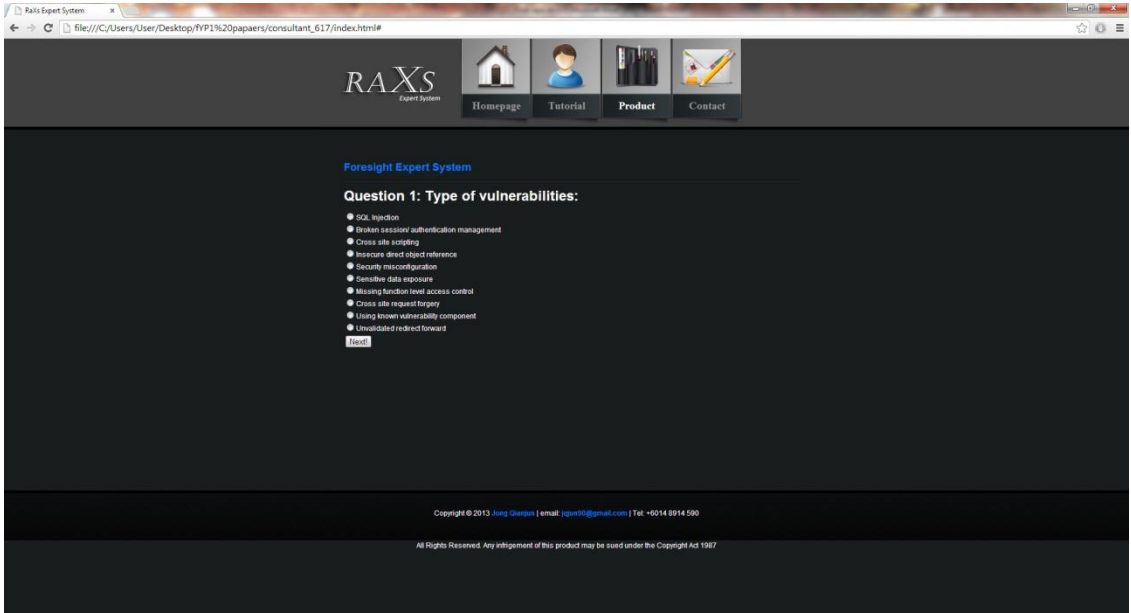 RaXs Expert System
file:///C:/Users/User/Desktop/fYP1%20papaers/consultant_617/index.html#
RAXS
Expert System
Homepage
Tutorial
Product
Contact
Foresight Expert System
Question 1: Type of vulnerabilities:
SQL Injection
Broken session/ authentication management
Cross site scripting
Insecure direct object reference
Security misconfiguration
Sensitive data exposure
Missing function level access control
Cross site request forgery
Using known vulnerability component
Unvalidated redirect forward
Next!
Copyright © 2013 Jong Qianjun | email: jqjun90@gmail.com | Tel: +6014 8914 590
All Rights Reserved. Any infrigement of this product may be sued under the Copyright Act 1987